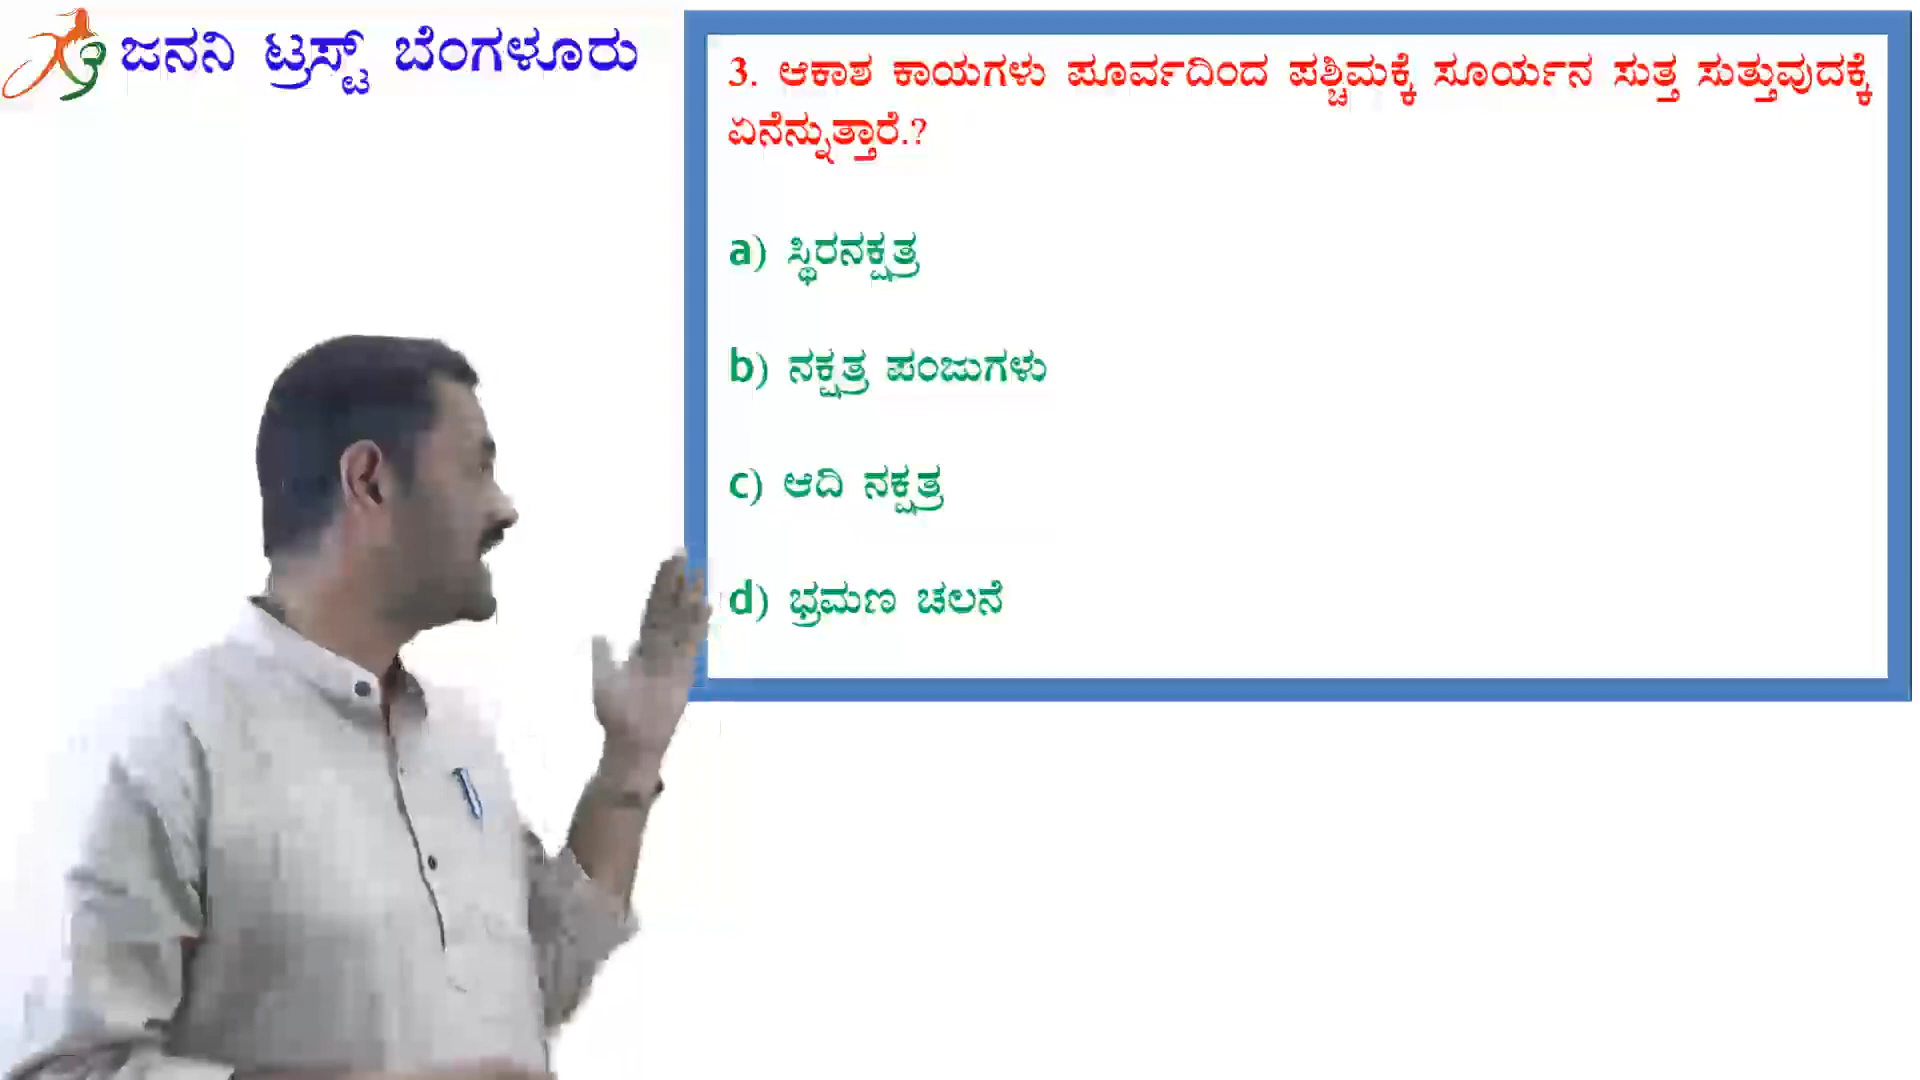 ಜನನಿ ಟ್ರಸ್ಟ್ ಬೆಂಗಳೂರು
3. ಆಕಾಶ ಕಾಯಗಳು ಪೂರ್ವದಿಂದ ಪಶ್ಚಿಮಕ್ಕೆ ಸೂರ್ಯನ ಸುತ್ತ ಸುತ್ತುವುದಕ್ಕೆ
ಏನೆನ್ನುತ್ತಾರೆ.?
a) ಸ್ಥಿರನಕ್ಷತ್ರ
b) ನಕ್ಷತ್ರ ಪಂಜುಗಳು
c) ಆದಿ ನಕ್ಷತ್ರ
d) ಭ್ರಮಣ ಚಲನೆ